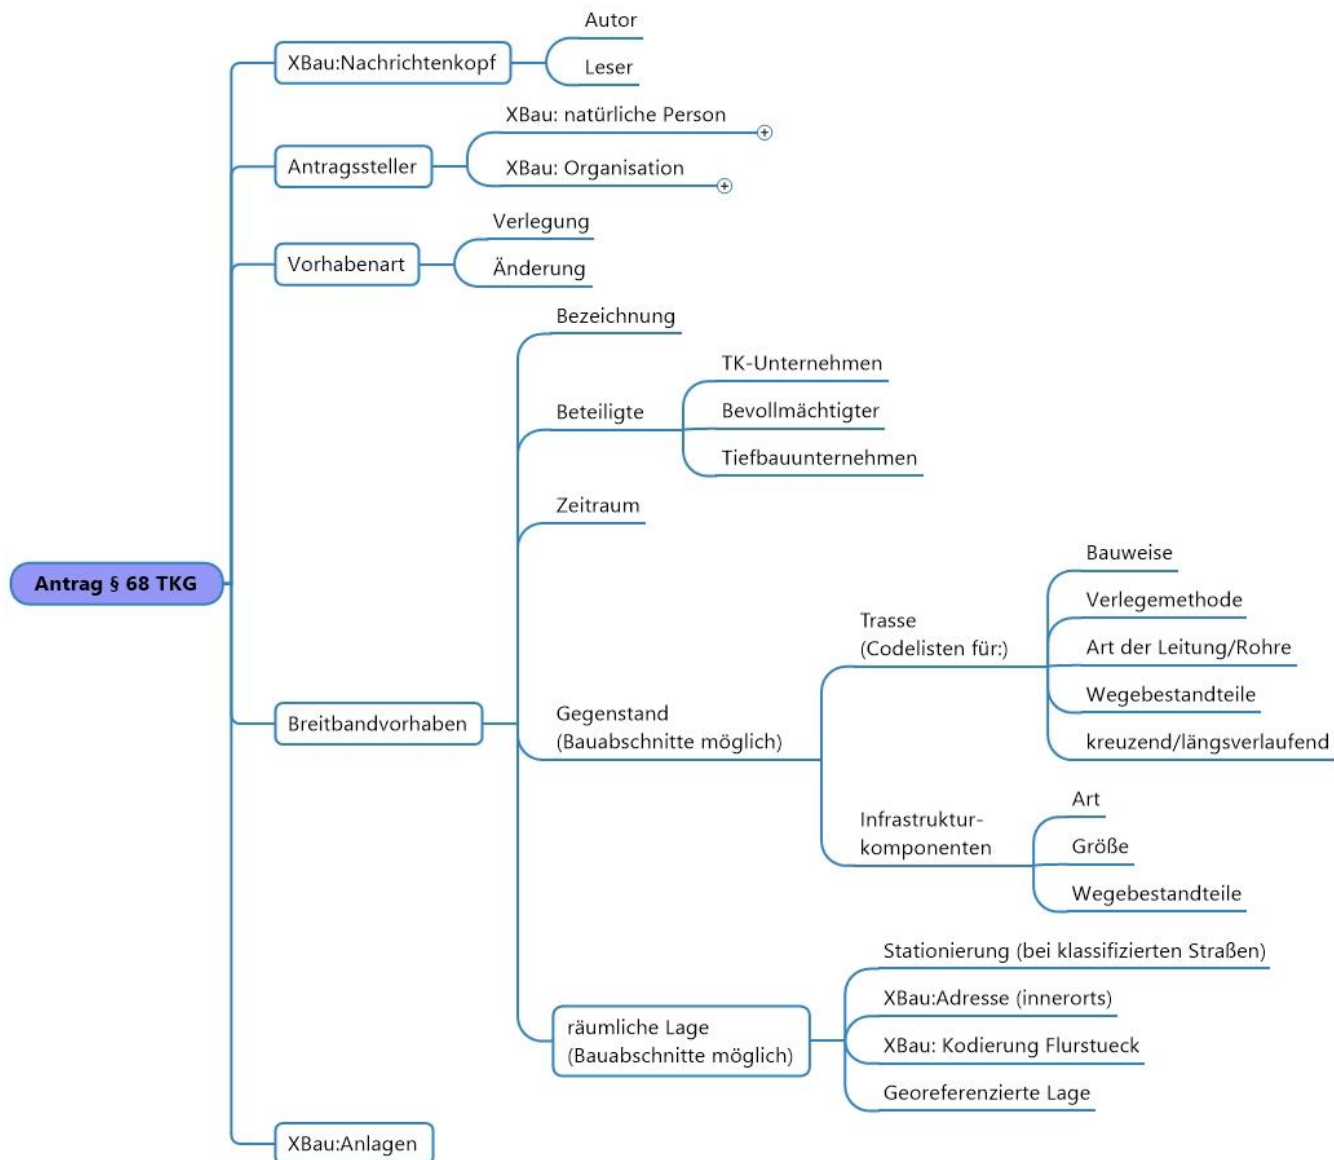 Autor
XBau:Nachrichtenkopf
Leser
XBau: natürliche Person
Antragssteller
XBau: Organisation
Verlegung
Vorhabenart
Änderung
Bezeichnung
TK-Unternehmen
Beteiligte
Bevollmächtigter
Tiefbauunternehmen
Zeitraum
Antrag § 68 TKG
Bauweise
Verlegemethode
Trasse
(Codelisten für:)
Art der Leitung/Rohre
Wegebestandteile
kreuzend/längsverlaufend
Breitbandvorhaben
Gegenstand
(Bauabschnitte möglich)
Art
Infrastruktur-
komponenten
Größe
Wegebestandteile
Stationierung (bei klassifizierten Straßen)
XBau:Adresse (innerorts)
räumliche Lage
(Bauabschnitte möglich)
XBau: Kodierung Flurstueck
Georeferenzierte Lage
XBau:Anlagen